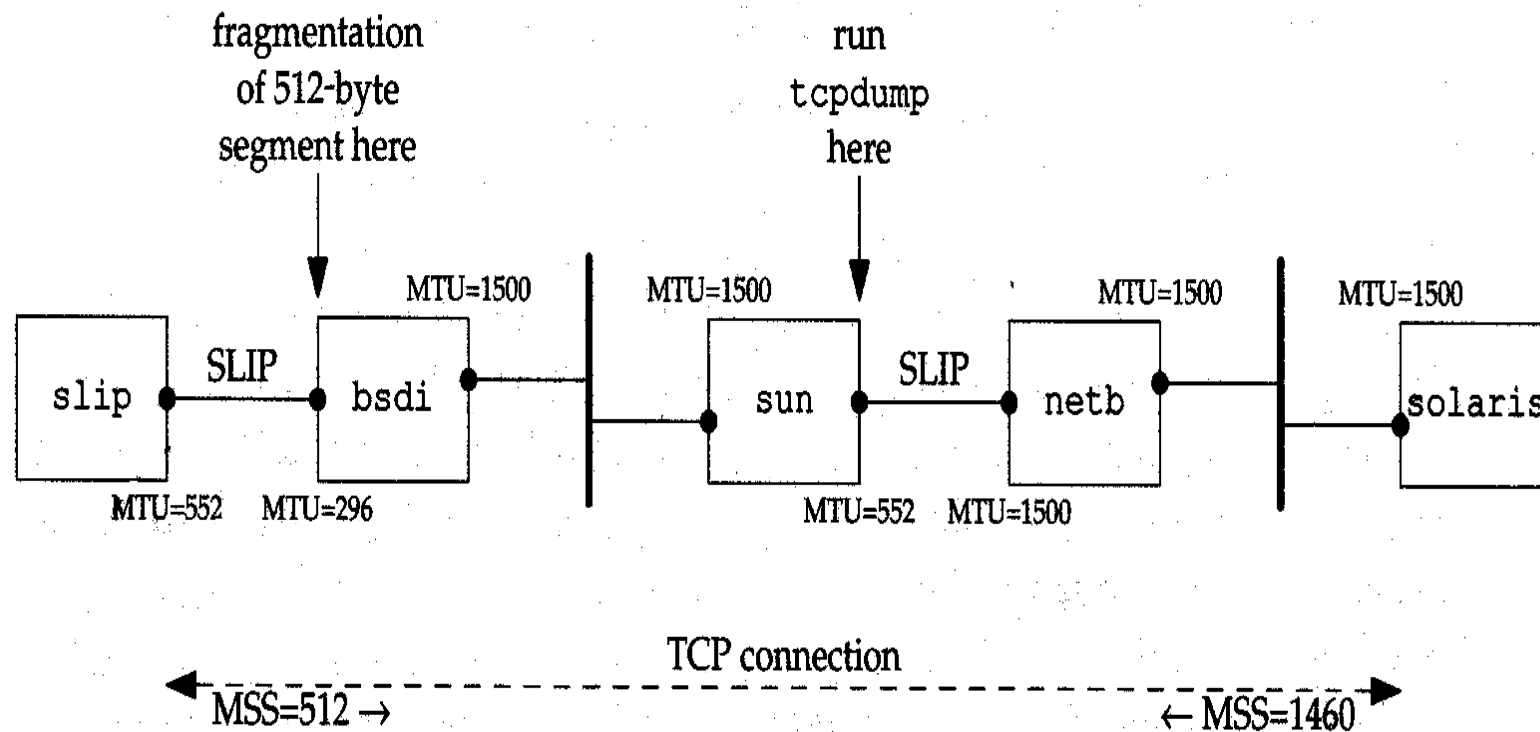 fragmentation
of 512-byte
segment here
run
tcpdump
here
MTU=1500
MTU=1500
MTU=1500
MTU=1500
slip
SLIP
bsdi
sun
SLIP
netb
solaris
MTU=552
MTU=296
MTU=552
MTU=1500
TCP connection
MSS=512 →
← MSS=1460